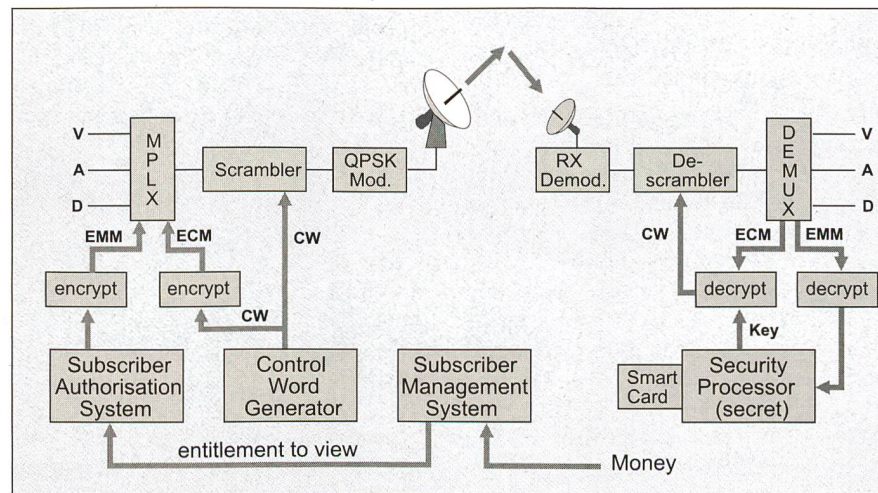 V
A
D
M
P
L
X
Scrambler
QPSK
Mod.
RX
Demod.
De-
scrambler
D
E
M
U
X
V
A
D
EMM
ECM
CW
CW
ECM
EMM
encrypt
encrypt
CW
decrypt
decrypt
Key
Subscriber
Authorisation
System
Control
Word
Generator
Subscriber
Management
System
Smart
Card
Security
Processor
(secret)
entitlement to view
Money